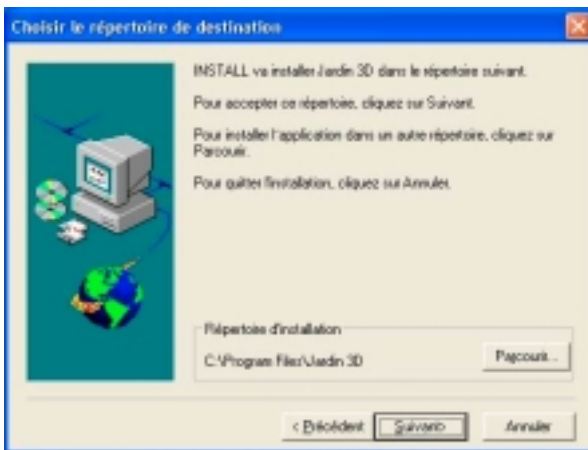 Choisir le répertoire de destination
INSTALL va installer Jardin 3D dans le répertoire suivant.
Pour accepter ce répertoire, cliquez sur Suivant.
Pour installer l'application dans un autre répertoire, cliquez sur
Parcourir.
Pour quitter l'installation, cliquez sur Annuler.
Répertoire d'installation
C:\Program Files\Jardin 3D
Parcourir...
< Précédent
Suivant>
Annuler